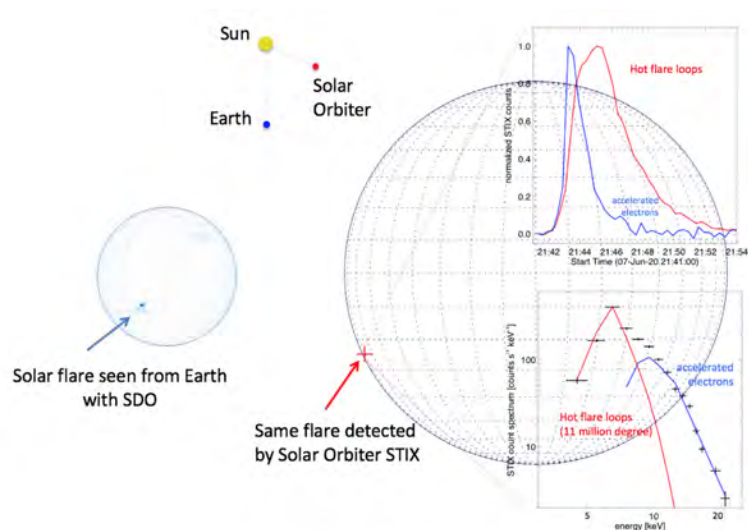 Sun
Solar
Orbiter
Earth
Solar flare seen from Earth
with SDO
Same flare detected
by Solar Orbiter STIX
normalized STIX counts
1.0
0.8
0.6
0.4
0.2
0.0
Hot flare loops
accelerated
electrons
21:42 21:44 21:46 21:48 21:50 21:52 21:54
Start Time (07-Jun-20 21:41:00)
STIX count spectrum [counts s⁻¹ keV⁻¹]
100
10
accelerated
electrons
Hot flare loops
(11 million degree)
5 10 20
energy [keV]